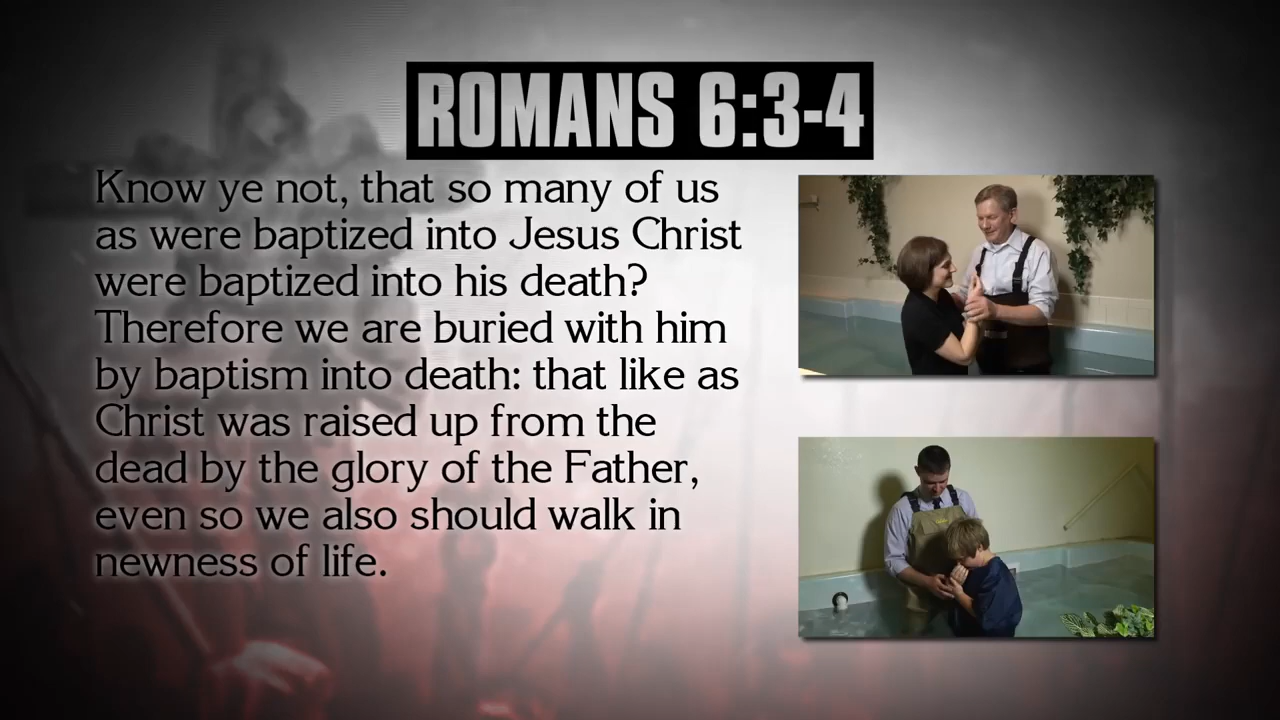 ROMANS 6:3-4
Know ye not, that so many of us
as were baptized into Jesus Christ
were baptized into his death?
Therefore we are buried with him
by baptism into death: that like as
Christ was raised up from the
dead by the glory of the Father,
even so we also should walk in
newness of life.